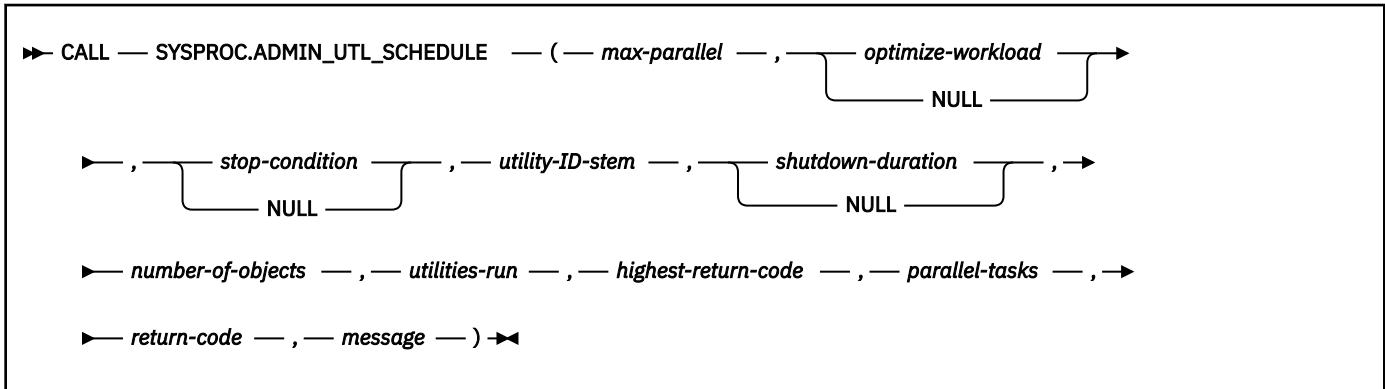 CALL SYSPROC.ADMIN_UTL_SCHEDULE ( max-parallel , optimize-workload
NULL
, stop-condition , utility-ID-stem , shutdown-duration ,
NULL NULL
number-of-objects , utilities-run , highest-return-code , parallel-tasks ,
return-code , message )